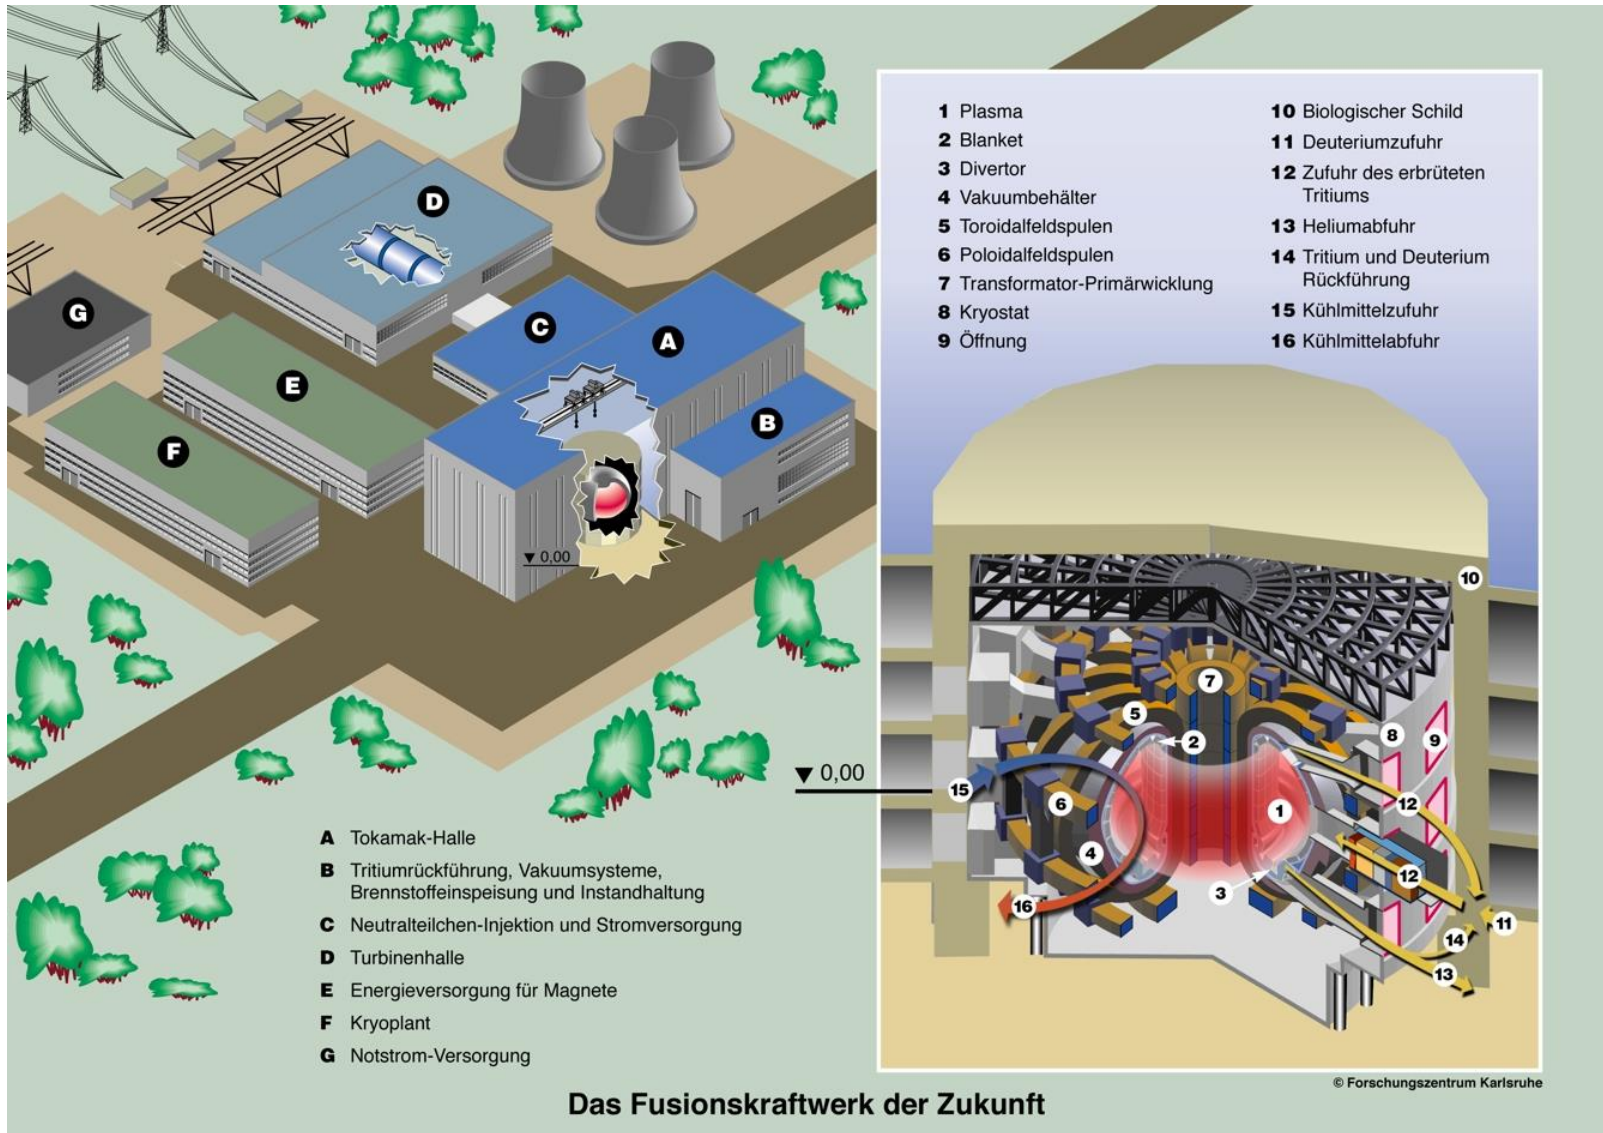 1 Plasma
2 Blanket
3 Divertor
4 Vakuumbehälter
5 Toroidalfeldspulen
6 Poloidalfeldspulen
7 Transformator-Primärwicklung
8 Kryostat
9 Öffnung
10 Biologischer Schild
11 Deuteriumzufuhr
12 Zufuhr des erbrüteten
Tritiums
13 Heliumabfuhr
14 Tritium und Deuterium
Rückführung
15 Kühlmittelzufuhr
16 Kühlmittelabfuhr
D
G
C
A
E
B
F
0,00
10
7
5
2
8
9
0,00
15
6
12
1
4
12
3
16
11
14
13
A Tokamak-Halle
B Tritiumrückführung, Vakuumsysteme,
Brennstoffeinspeisung und Instandhaltung
C Neutralteilchen-Injektion und Stromversorgung
D Turbinenhalle
E Energieversorgung für Magnete
F Kryoplant
G Notstrom-Versorgung
© Forschungszentrum Karlsruhe
Das Fusionskraftwerk der Zukunft